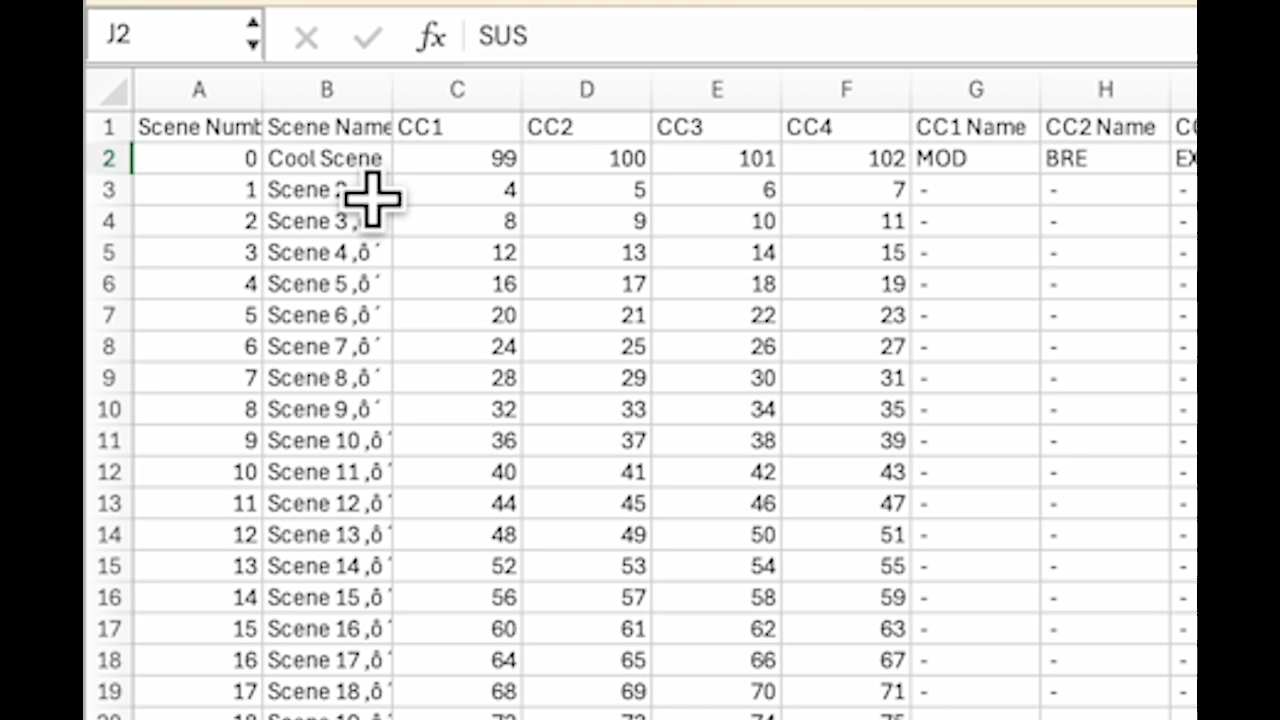 J2 fx SUS
A B C D E F G H
1 Scene Numb Scene Name CC1 CC2 CC3 CC4 CC1 Name CC2 Name
2 0 Cool Scene 99 100 101 102 MOD BRE EX
3 1 Scene 4 5 6 7 - - -
4 2 Scene 3 8 9 10 11 - - -
5 3 Scene 4 ‚ô´ 12 13 14 15 - - -
6 4 Scene 5 ‚ô´ 16 17 18 19 - - -
7 5 Scene 6 ‚ô´ 20 21 22 23 - - -
8 6 Scene 7 ‚ô´ 24 25 26 27 - - -
9 7 Scene 8 ‚ô´ 28 29 30 31 - - -
10 8 Scene 9 ‚ô´ 32 33 34 35 - - -
11 9 Scene 10 ‚ô´ 36 37 38 39 - - -
12 10 Scene 11 ‚ô´ 40 41 42 43 - - -
13 11 Scene 12 ‚ô´ 44 45 46 47 - - -
14 12 Scene 13 ‚ô´ 48 49 50 51 - - -
15 13 Scene 14 ‚ô´ 52 53 54 55 - - -
16 14 Scene 15 ‚ô´ 56 57 58 59 - - -
17 15 Scene 16 ‚ô´ 60 61 62 63 - - -
18 16 Scene 17 ‚ô´ 64 65 66 67 - - -
19 17 Scene 18 ‚ô´ 68 69 70 71 - - -